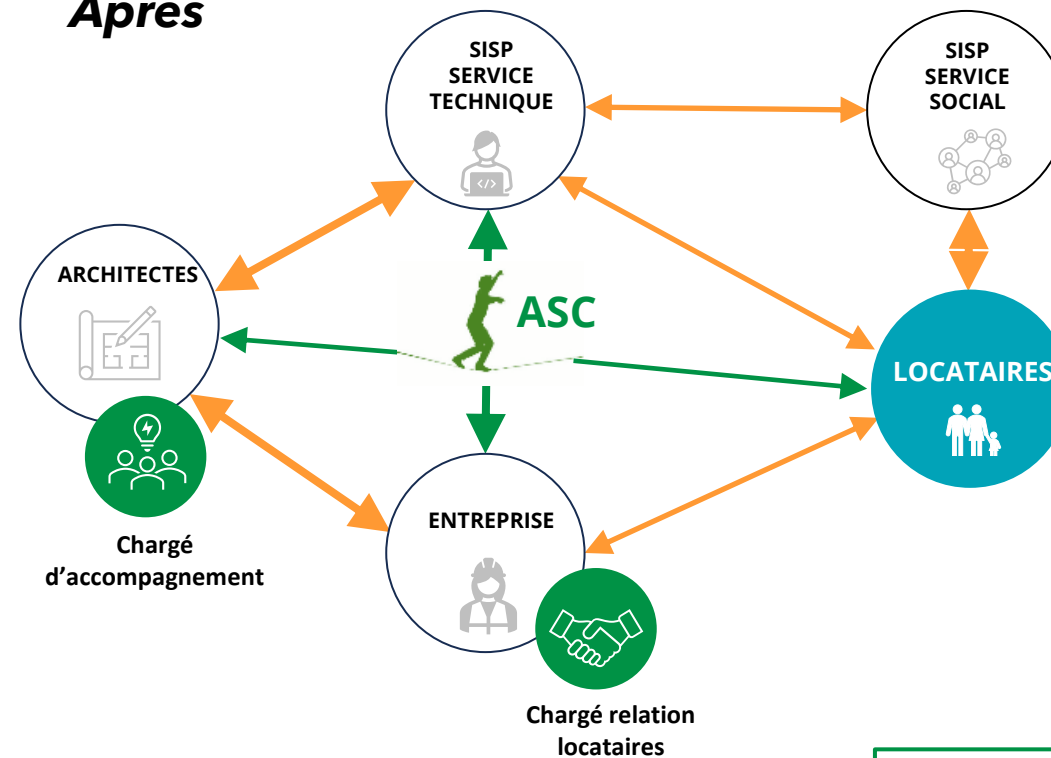 Après
SISP
SERVICE
TECHNIQUE
SISP
SERVICE
SOCIAL
ARCHITECTES
ASC
LOCATAIRES
Chargé
d’accompagnement
ENTREPRISE
Chargé relation
locataires